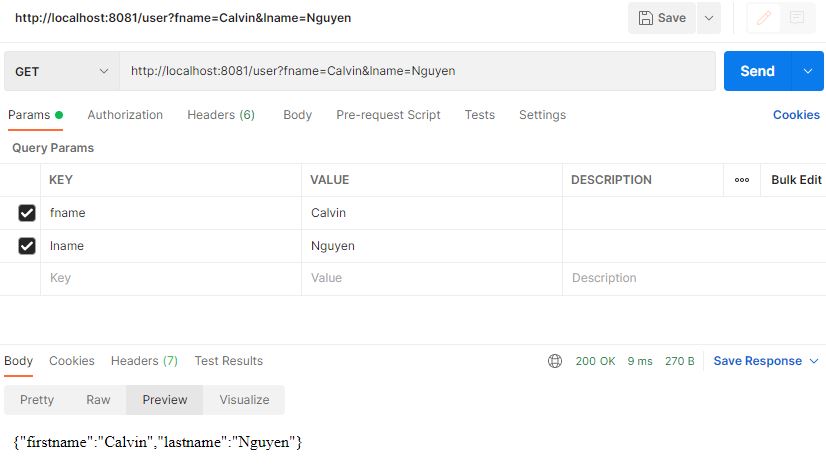 http://localhost:8081/user?fname=Calvin&lname=Nguyen Save
GET http://localhost:8081/user?fname=Calvin&lname=Nguyen Send
Params Authorization Headers (6) Body Pre-request Script Tests Settings Cookies
Query Params
KEY VALUE DESCRIPTION ooo Bulk Edit
fname Calvin
lname Nguyen
Key Value Description
Body Cookies Headers (7) Test Results 200 OK 9 ms 270 B Save Response
Pretty Raw Preview Visualize
{"firstname":"Calvin","lastname":"Nguyen"}